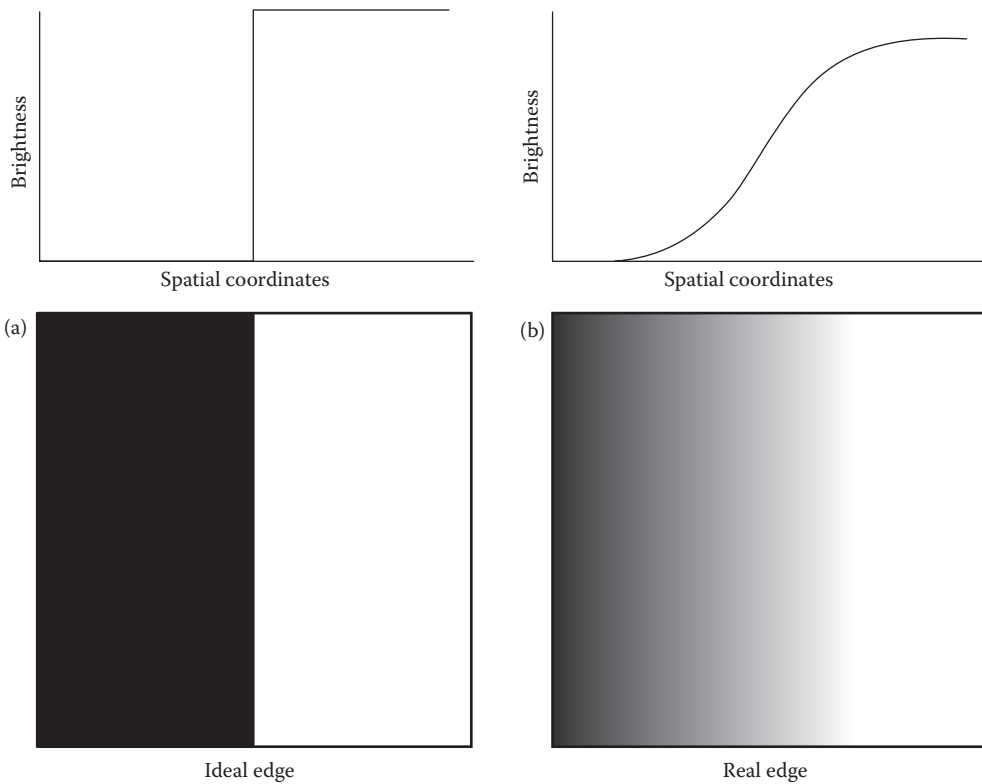 Brightness
Spatial coordinates
Brightness
Spatial coordinates
(a)
(b)
Ideal edge
Real edge